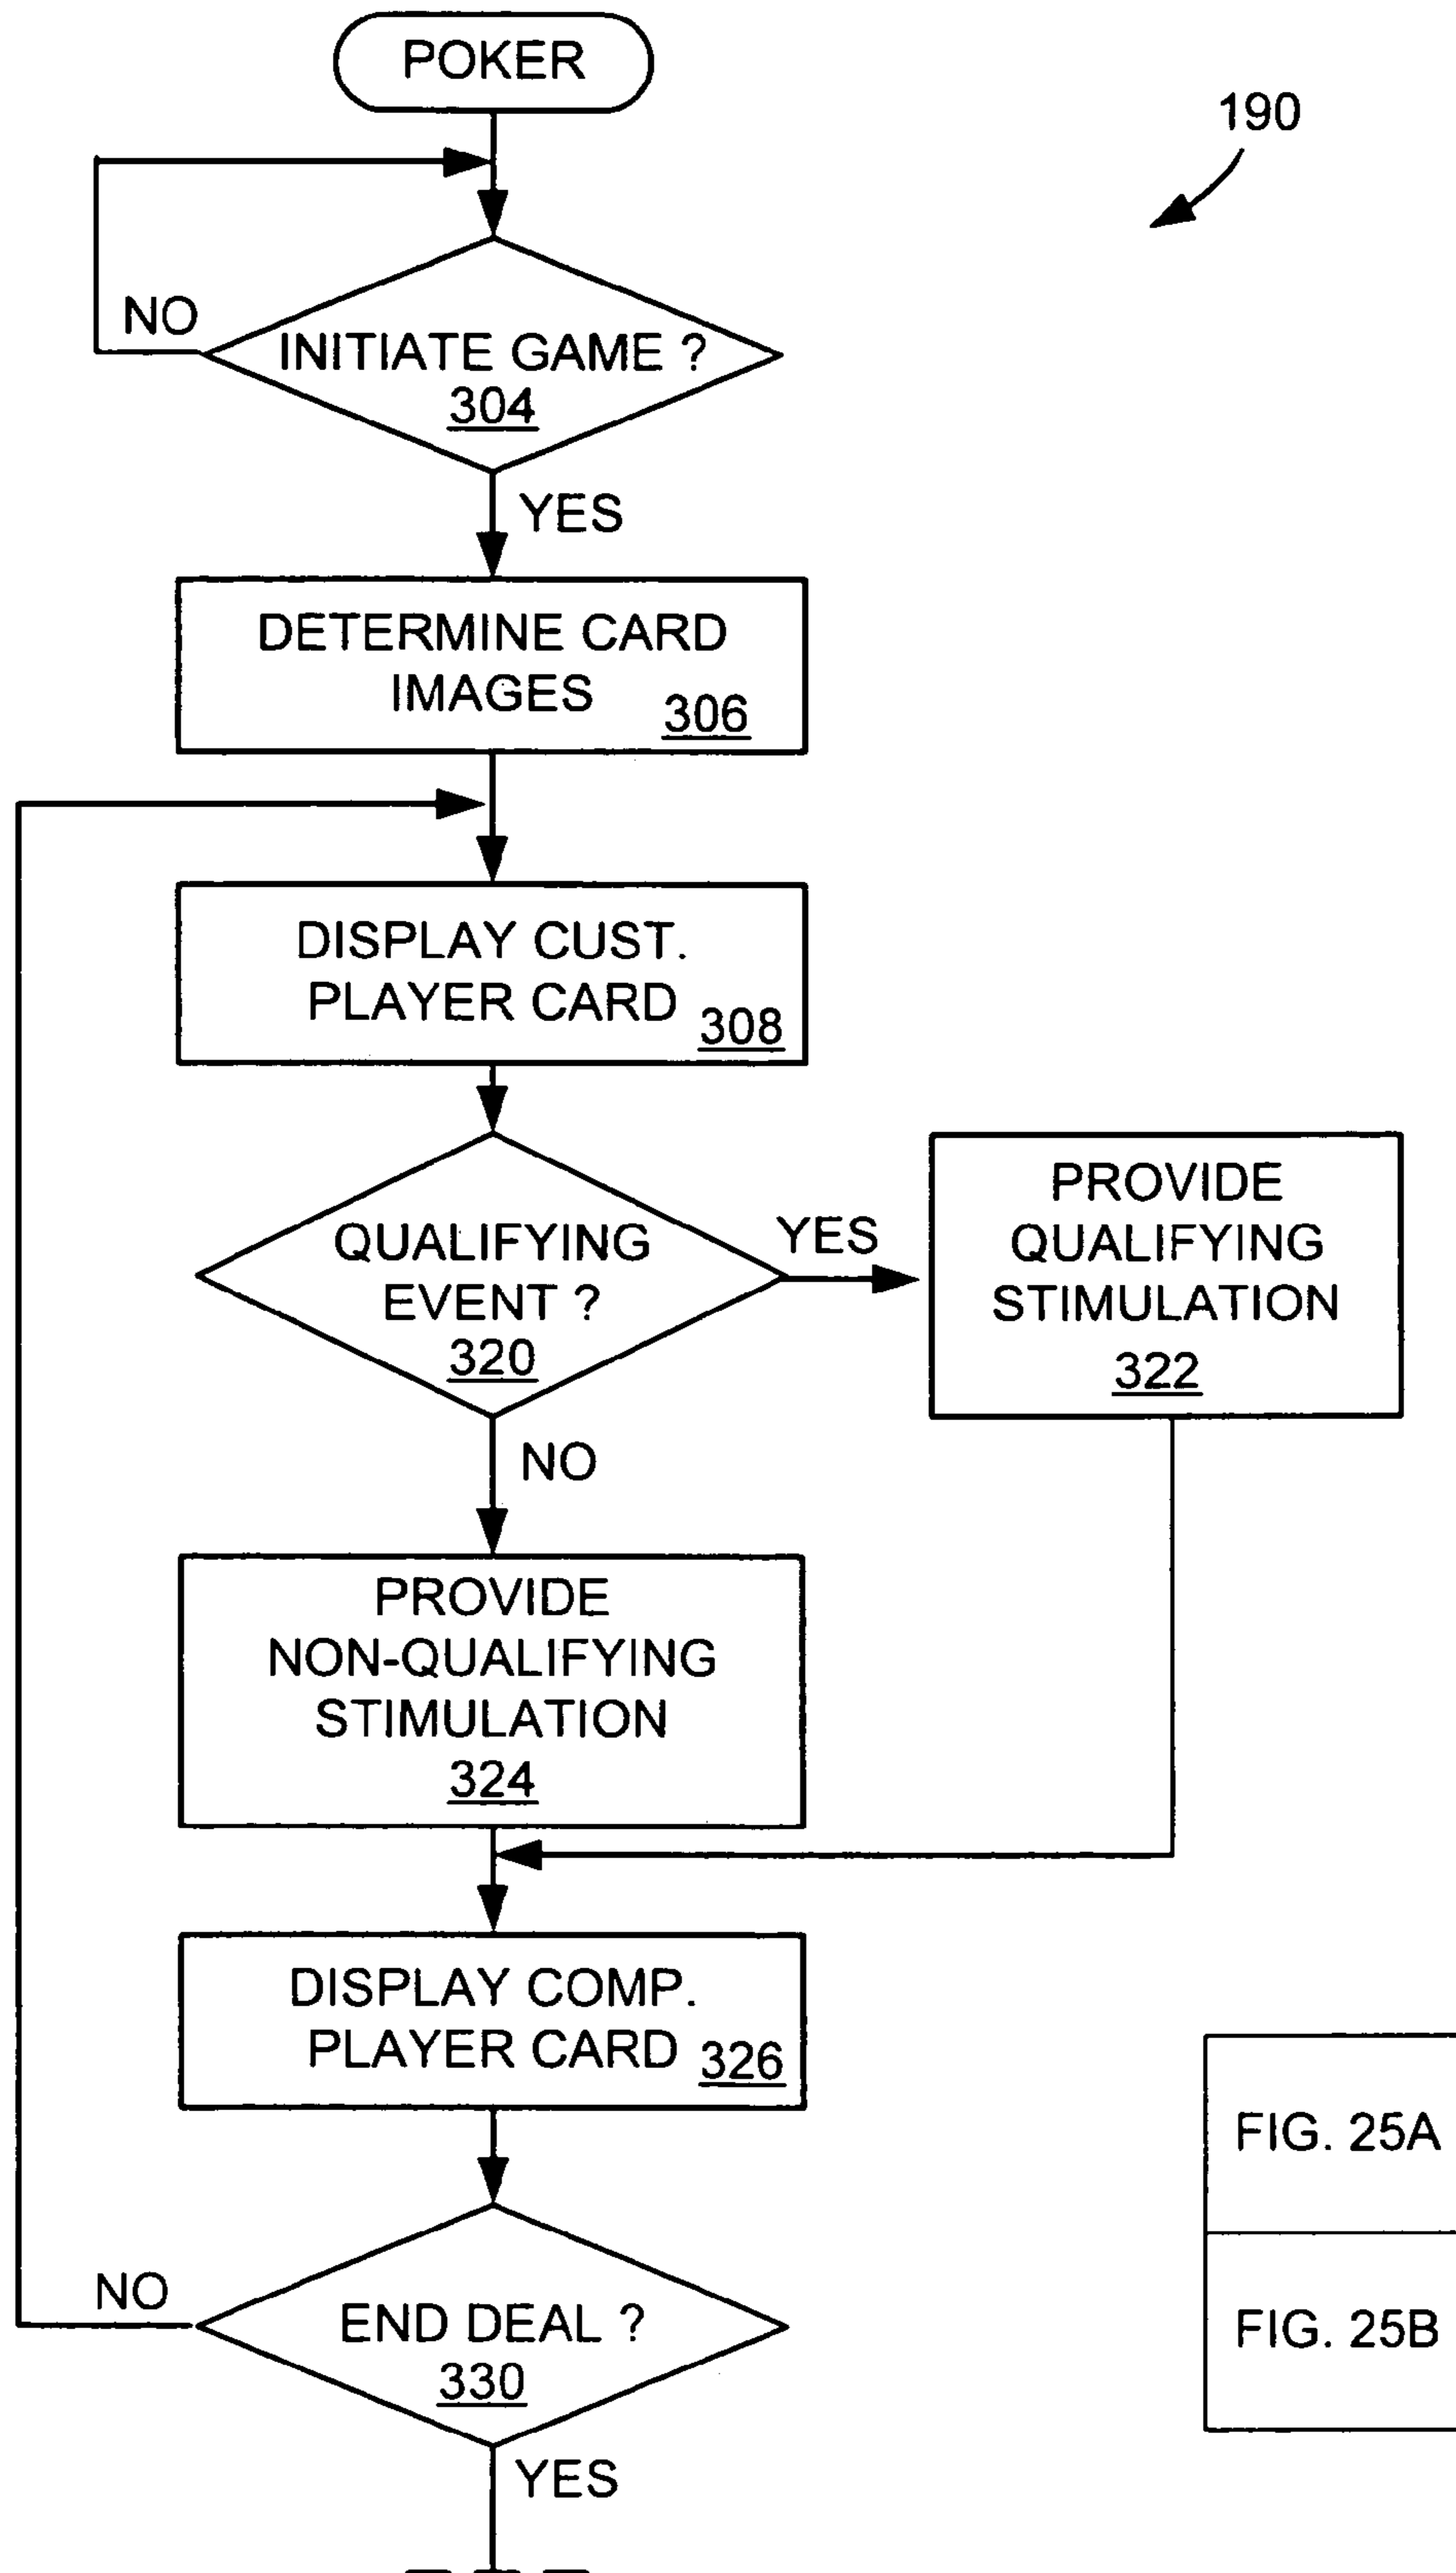 POKER
190
NO
INITIATE GAME ?
304
YES
DETERMINE CARD
IMAGES
306
DISPLAY CUST.
PLAYER CARD
308
QUALIFYING
EVENT ?
320
YES
PROVIDE
QUALIFYING
STIMULATION
322
NO
PROVIDE
NON-QUALIFYING
STIMULATION
324
DISPLAY COMP.
PLAYER CARD
326
FIG. 25A
FIG. 25B
NO
END DEAL ?
330
YES